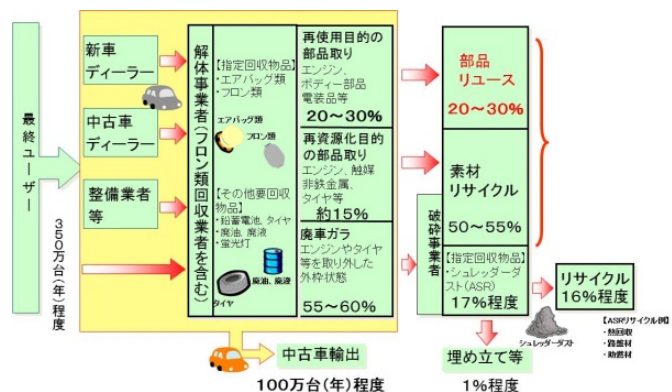 最終ユーザー
350万台(年)程度
新車
ディーラー
中古車
ディーラー
整備業者
等
解体事業者(フロン類
回収業者を含む)
【指定回収物品】
・エアバッグ類
・フロン類
エアバッグ類
フロン類
【その他要回収
物品】
・鉛蓄電池、タイヤ
・廃油、廃液
・蛍光灯
廃油、廃液
タイヤ
再使用目的の
部品取り
エンジン、
ボディー部品
電装品等
20〜30%
再資源化目的
の部品取り
エンジン、触媒
非鉄金属、
タイヤ等
約15%
廃車ガラ
エンジンやタイヤ
等を取り外した
外枠状態
55〜60%
中古車輸出
100万台(年)程度
破砕事業者
部品
リユース
20〜30%
素材
リサイクル
50〜55%
【指定回収物品】
・シュレッダーダ
スト(ASR)
17%程度
リサイクル
16%程度
シュレッダーダスト
【ASRリサイクル例】
・熱回収
・路盤材
・助燃材
埋め立て等
1%程度